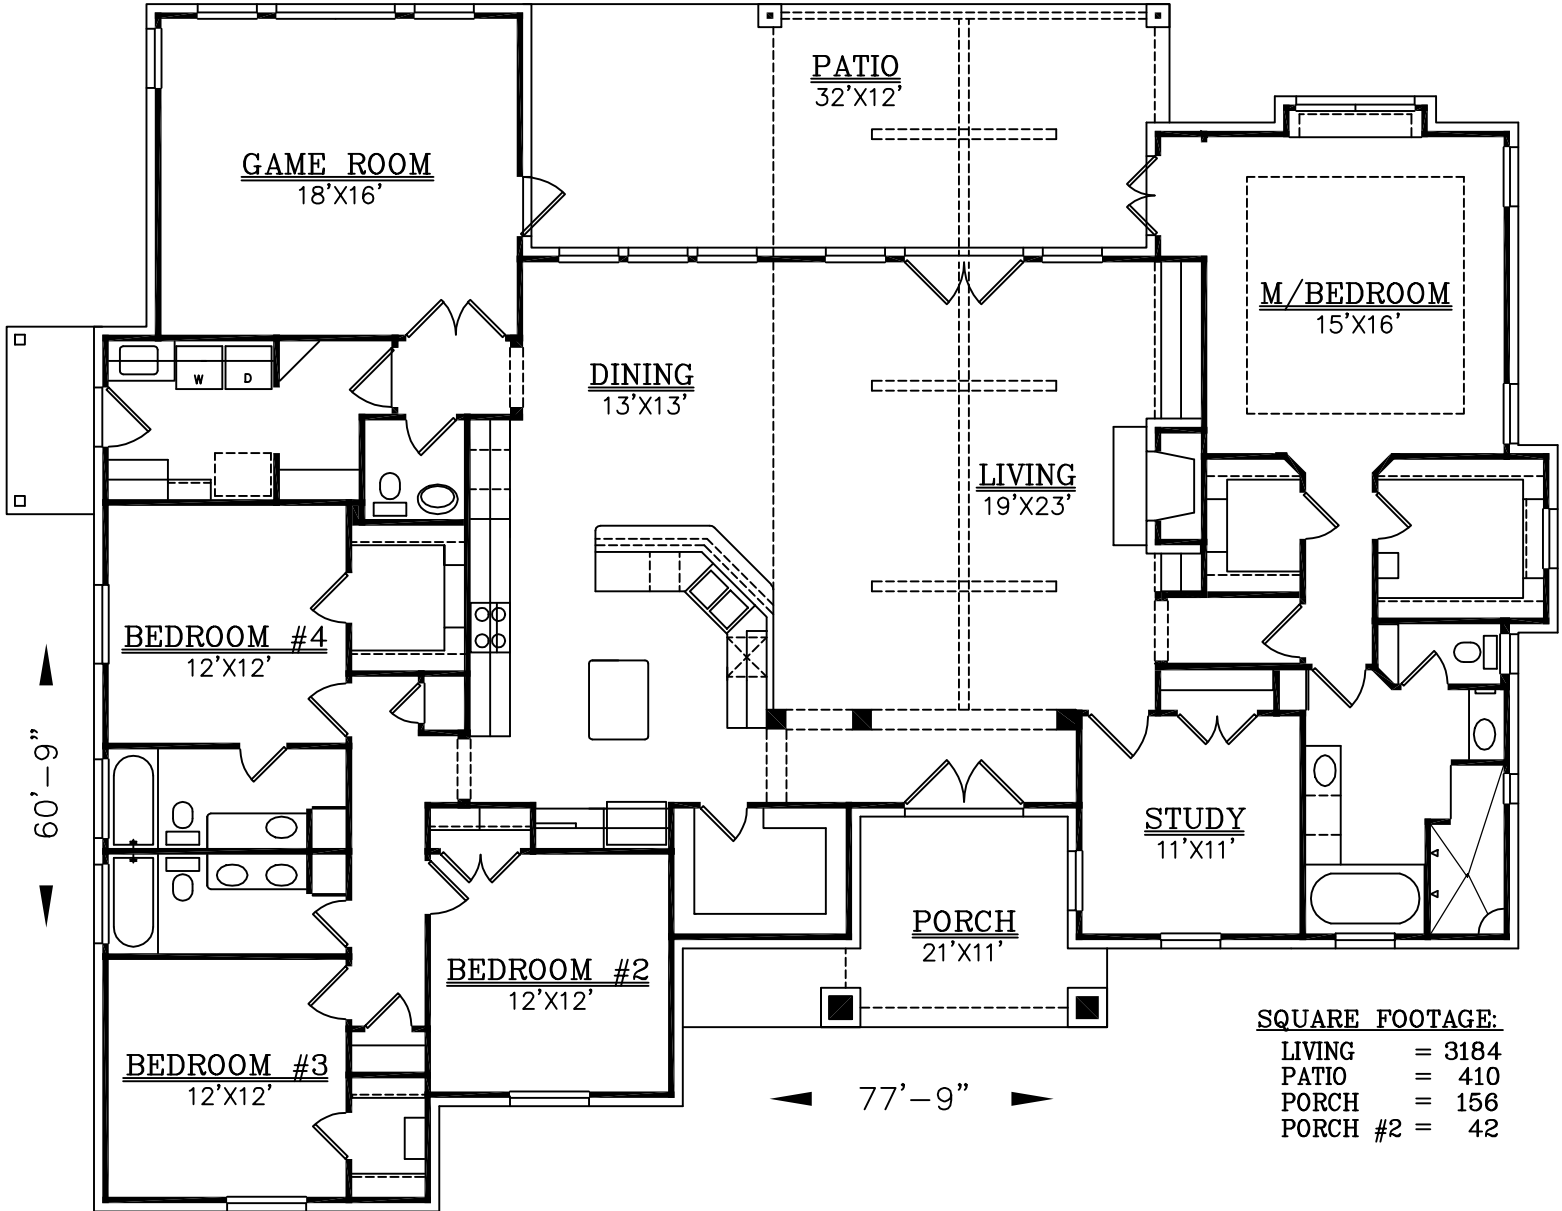 PATIO
32'X12'
GAME ROOM
18'X16'
M/BEDROOM
15'X16'
W
D
DINING
13'X13'
LIVING
19'X23'
BEDROOM #4
12'X12'
60'-9"
STUDY
11'X11'
PORCH
21'X11'
BEDROOM #2
12'X12'
BEDROOM #3
12'X12'
77'-9"
SQUARE FOOTAGE:
LIVING = 3184
PATIO = 410
PORCH = 156
PORCH #2 = 42